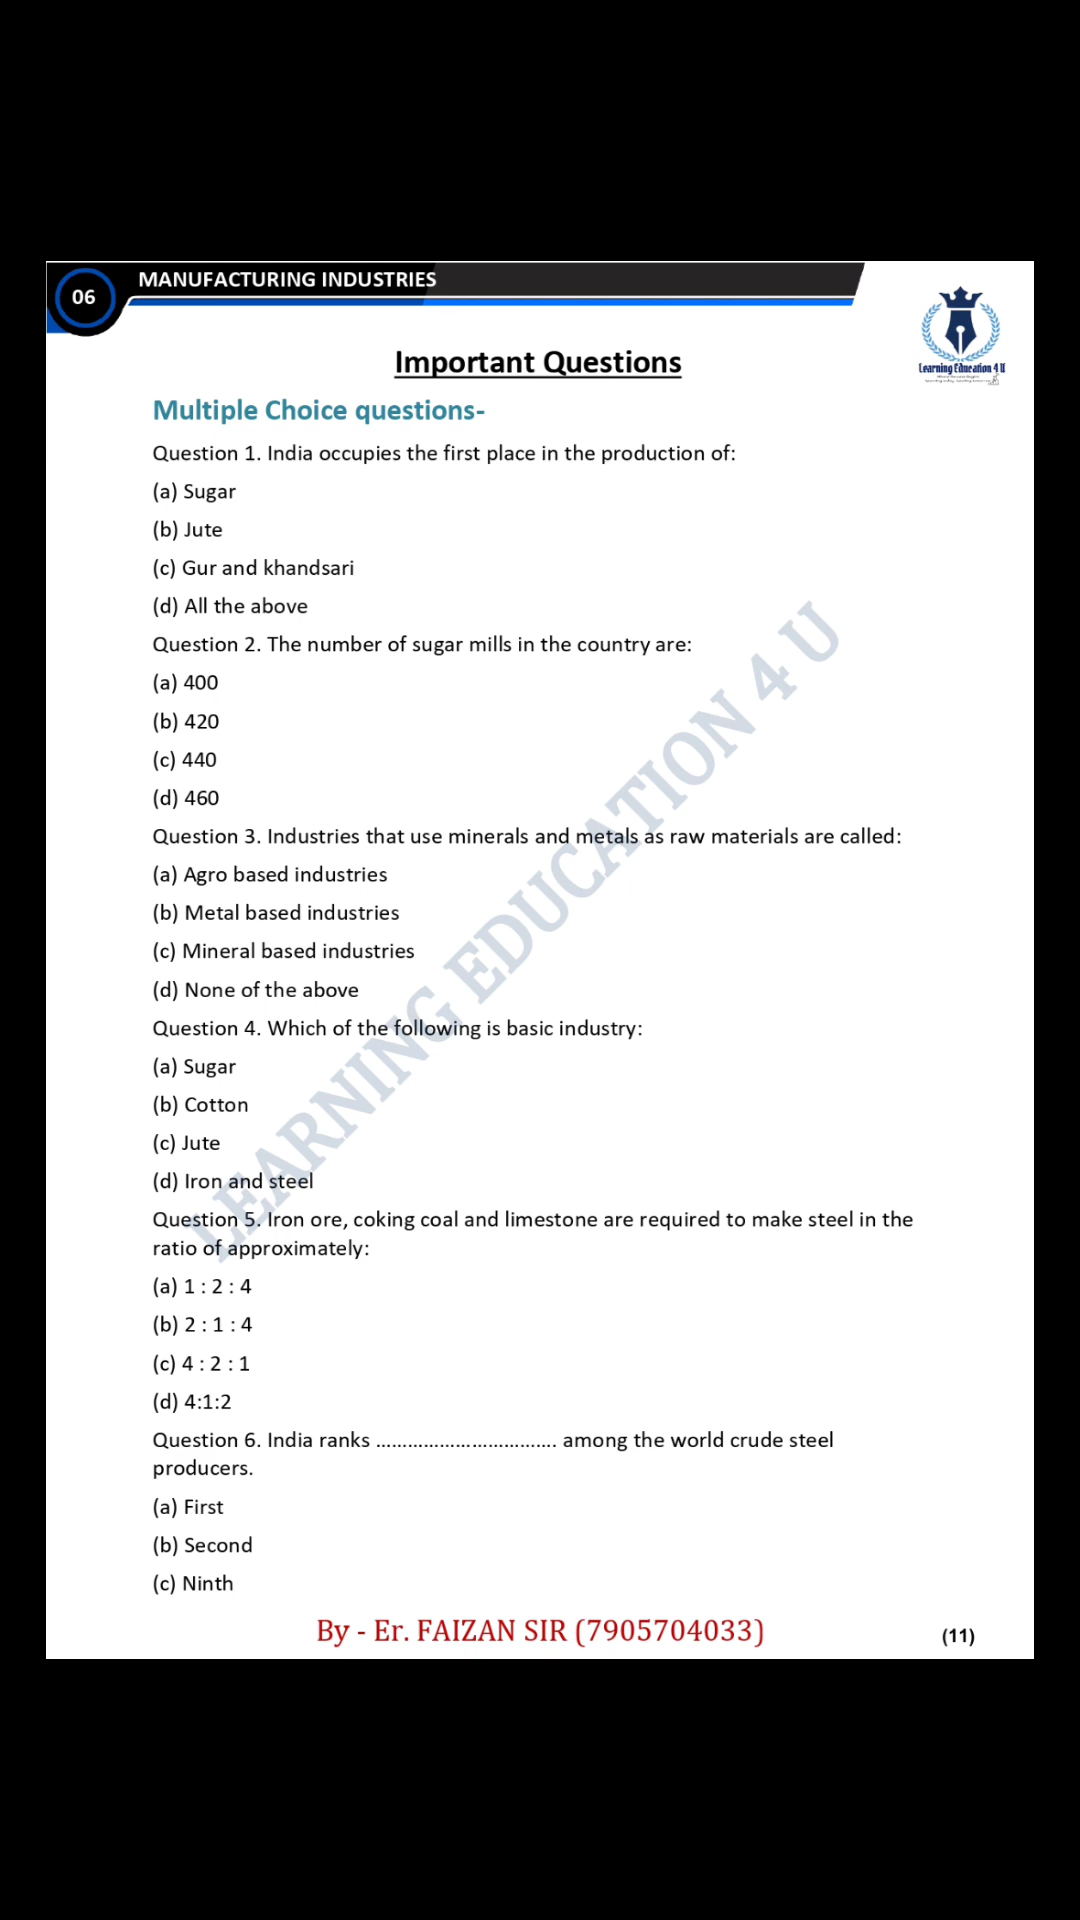 06
MANUFACTURING INDUSTRIES
Learning Education 4 U
Important Questions
Multiple Choice questions-
Question 1. India occupies the first place in the production of:
(a) Sugar
(b) Jute
(c) Gur and khandsari
(d) All the above
Question 2. The number of sugar mills in the country are:
(a) 400
(b) 420
(c) 440
(d) 460
Question 3. Industries that use minerals and metals as raw materials are called:
(a) Agro based industries
(b) Metal based industries
(c) Mineral based industries
(d) None of the above
Question 4. Which of the following is basic industry:
(a) Sugar
(b) Cotton
(c) Jute
(d) Iron and steel
Question 5. Iron ore, coking coal and limestone are required to make steel in the
ratio of approximately:
(a) 1 : 2 : 4
(b) 2 : 1 : 4
(c) 4 : 2 : 1
(d) 4:1:2
Question 6. India ranks ……………………………. among the world crude steel
producers.
(a) First
(b) Second
(c) Ninth
LEARNING EDUCATION 4 U
By - Er. FAIZAN SIR (7905704033)
(11)